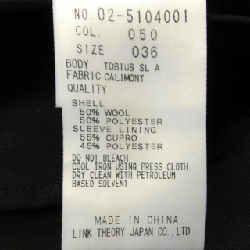 NO. 02-5104001
COL. 050
SIZE 036
BODY TOBIUS SL A
FABRIC CALIMONT
QUALITY
SHELL
50% WOOL
50% POLYESTER
SLEEVE LINING
55% CUPRO
45% POLYESTER
DO NOT BLEACH
COOL IRON USING PRESS CLOTH
DRY CLEAN WITH PETROLEUM
BASED SOLVENT
MADE IN CHINA
LINK THEORY JAPAN CO., LTD.